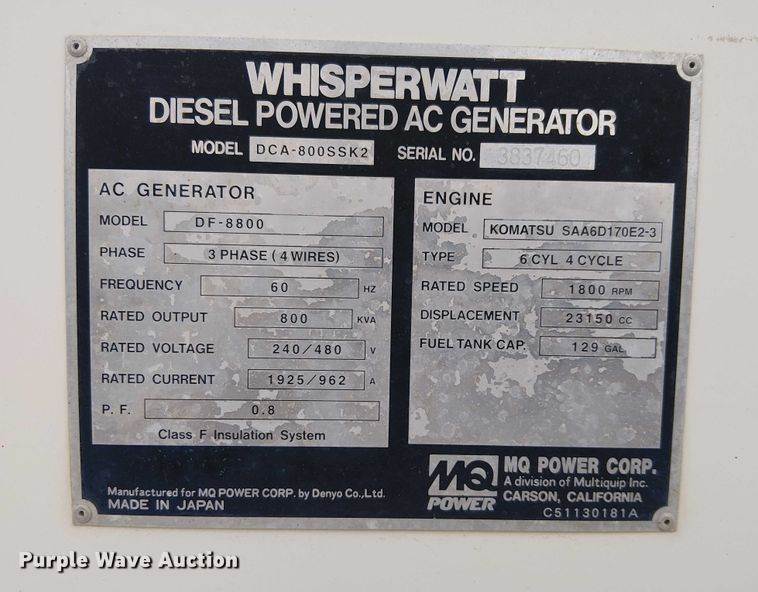 WHISPERWATT
DIESEL POWERED AC GENERATOR
MODEL DCA-800SSK2 SERIAL NO. 3837460
AC GENERATOR
MODEL DF-8800
PHASE 3 PHASE (4 WIRES)
FREQUENCY 60 HZ
RATED OUTPUT 800 KVA
RATED VOLTAGE 240/480 V
RATED CURRENT 1925/962 A
P. F. 0.8
Class F Insulation System
ENGINE
MODEL KOMATSU SAA6D170E2-3
TYPE 6 CYL 4 CYCLE
RATED SPEED 1800 RPM
DISPLACEMENT 23150 CC
FUEL TANK CAP. 129 GAL
Manufactured for MQ POWER CORP. by Denyo Co.,Ltd.
MADE IN JAPAN
MQ
POWER
MQ POWER CORP.
A division of Multiquip Inc.
CARSON, CALIFORNIA
C51130181A
Purple Wave Auction